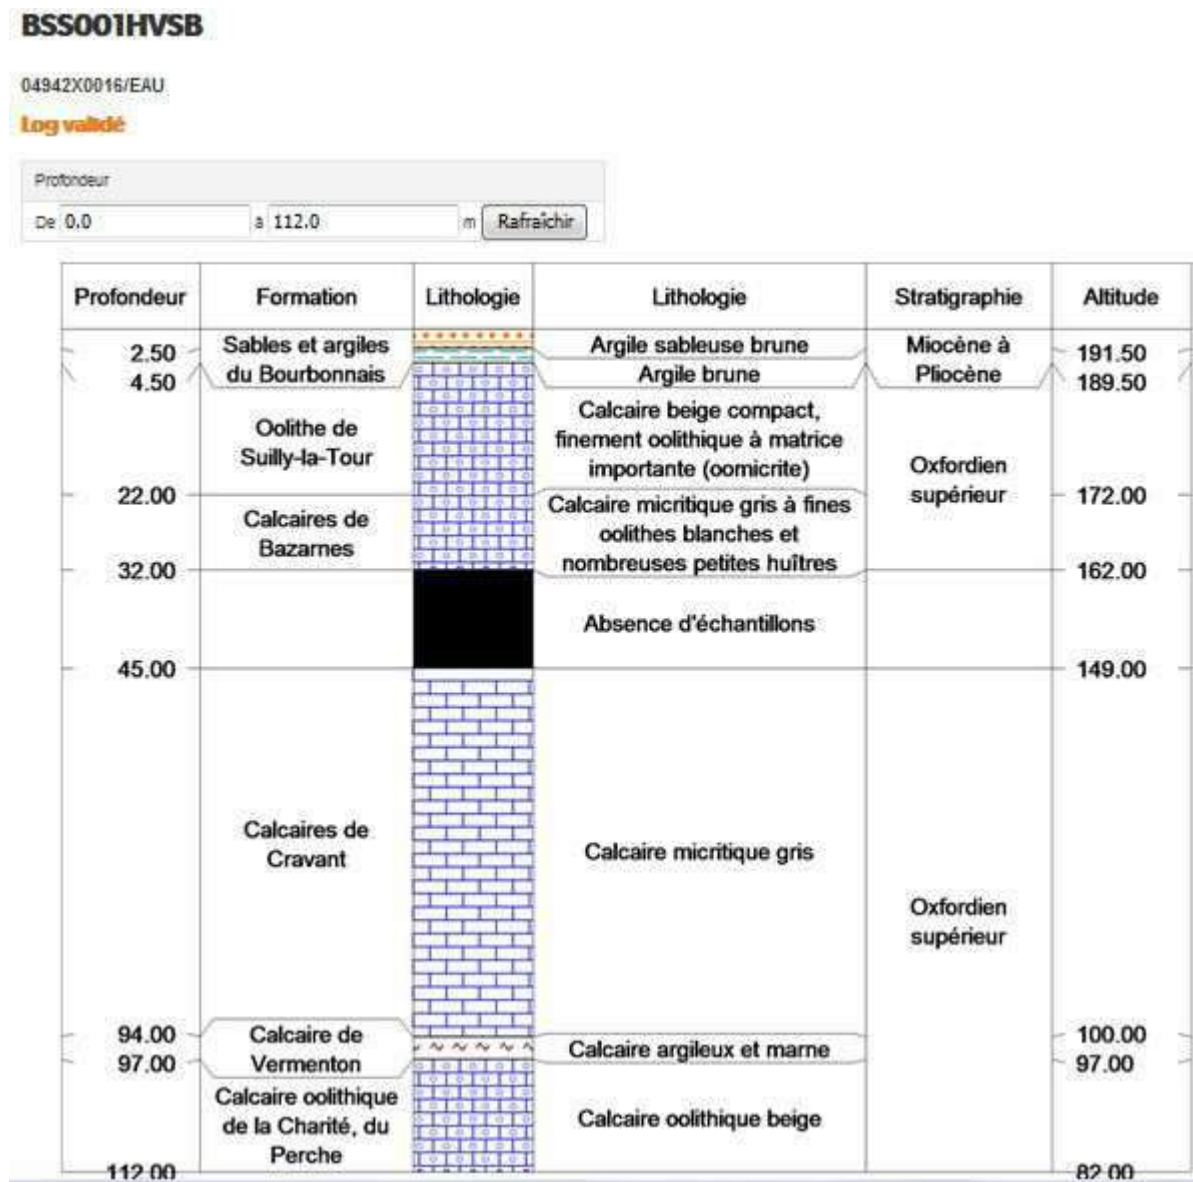 BSS001HVSB
04942X0016/EAU
Log validé
Profondeur
De 0.0 à 112.0 m Rafraîchir
Profondeur Formation Lithologie Lithologie Stratigraphie Altitude
Sables et argiles
du Bourbonnais
Argile sableuse brune
Miocène à
Pliocène
2.50 191.50
Argile brune
4.50 189.50
Oolithe de
Suilly-la-Tour
Calcaire beige compact,
finement oolithique à matrice
importante (oomicrite)
Oxfordien
supérieur
22.00 172.00
Calcaires de
Bazarnes
Calcaire micritique gris à fines
oolithes blanches et
nombreuses petites huîtres
32.00 162.00
Absence d'échantillons
45.00 149.00
Calcaires de
Cravant
Calcaire micritique gris
Oxfordien
supérieur
94.00 100.00
Calcaire de
Vermenton
Calcaire argileux et marne
97.00 97.00
Calcaire oolithique
de la Charité, du
Perche
Calcaire oolithique beige
112.00 82.00